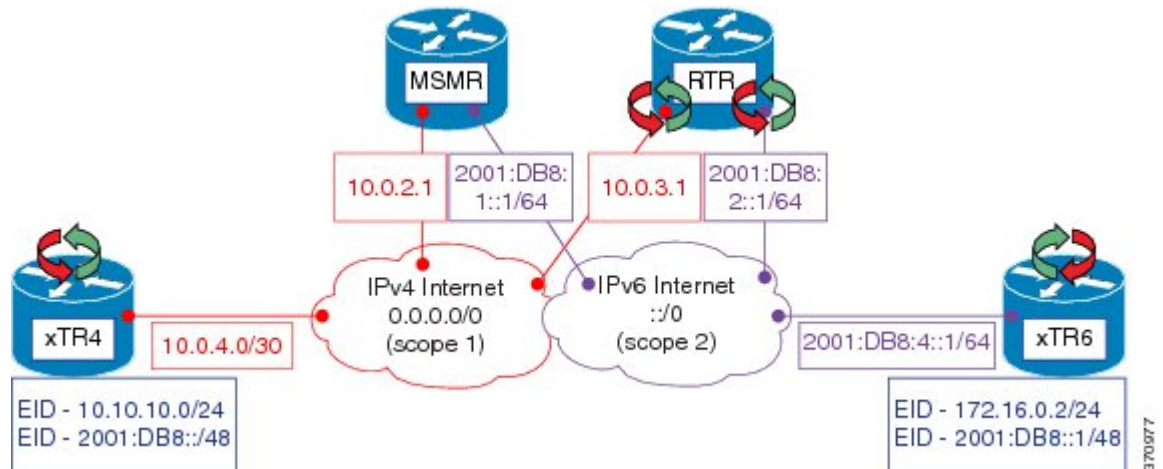 MSMR
RTR
10.0.2.1
2001:DB8:
1::1/64
10.0.3.1
2001:DB8:
2::1/64
IPv4 Internet
0.0.0.0/0
(scope 1)
IPv6 Internet
::/0
(scope 2)
xTR4
10.0.4.0/30
2001:DB8:4::1/64
xTR6
EID - 10.10.10.0/24
EID - 2001:DB8::/48
EID - 172.16.0.2/24
EID - 2001:DB8::1/48
370977